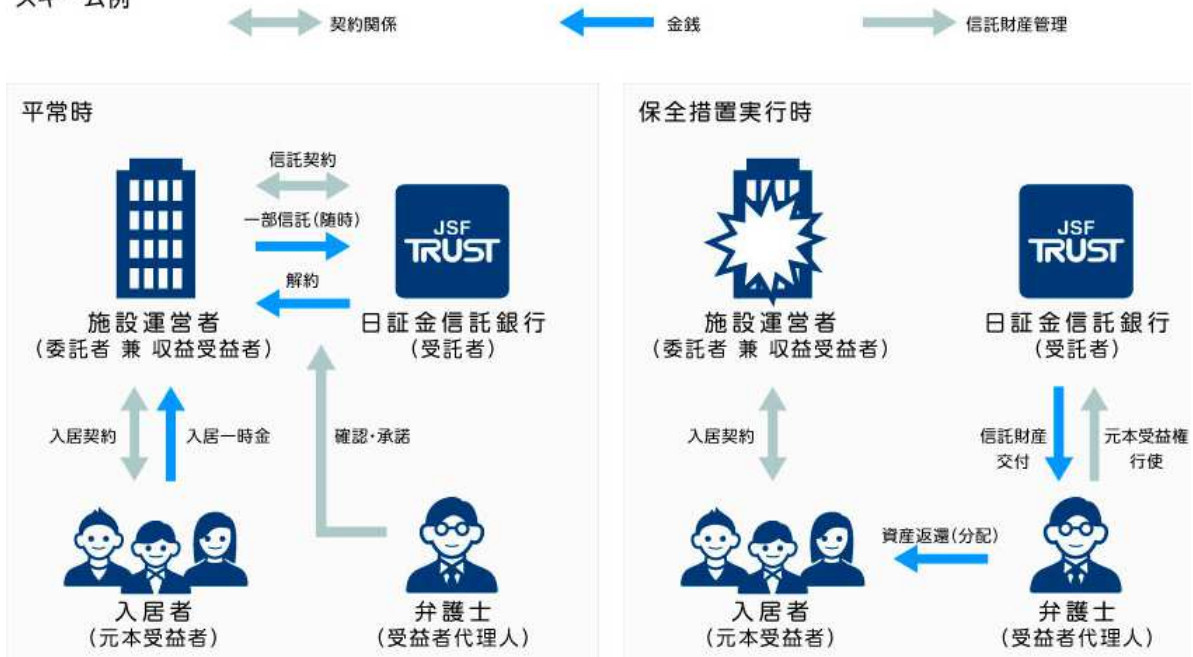 スキーム例
契約関係
金銭
信託財産管理
平常時
信託契約
一部信託(随時)
解約
JSF
TRUST
施設運営者
(委託者 兼 収益受益者)
日証金信託銀行
(受託者)
入居契約
入居一時金
確認・承諾
入居者
(元本受益者)
弁護士
(受益者代理人)
保全措置実行時
JSF
TRUST
施設運営者
(委託者 兼 収益受益者)
日証金信託銀行
(受託者)
入居契約
信託財産
交付
元本受益権
行使
資産返還(分配)
入居者
(元本受益者)
弁護士
(受益者代理人)